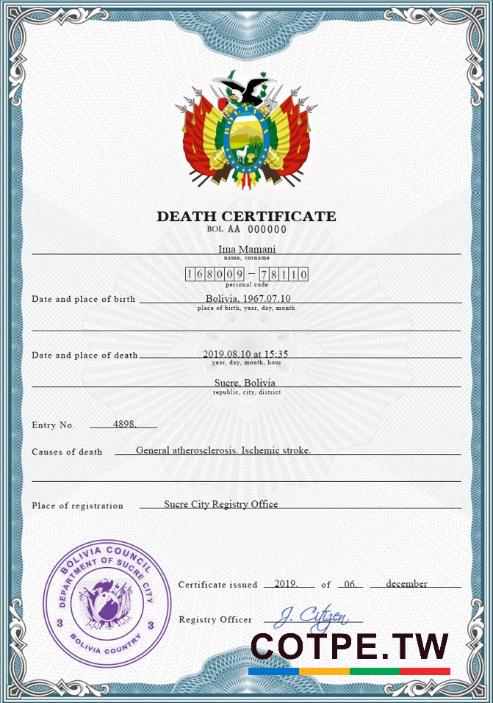 DEATH CERTIFICATE
BOL AA 000000
Ima Mamani
name, surname
168009 – 78110
personal code
Date and place of birth Bolivia, 1967.07.10
place of birth, year, day, month
Date and place of death 2019.08.10 at 15:35
year, day, month, hour
Sucre, Bolivia
republic, city, district
Entry No. 4898.
Causes of death General atherosclerosis. Ischemic stroke.
Place of registration Sucre City Registry Office
BOLIVIA COUNCIL
DEPARTMENT OF SUCRE CITY
3 3
BOLIVIA COUNTRY
Certificate issued 2019. of 06. december
Registry Officer J. Citizen
COTPE.TW